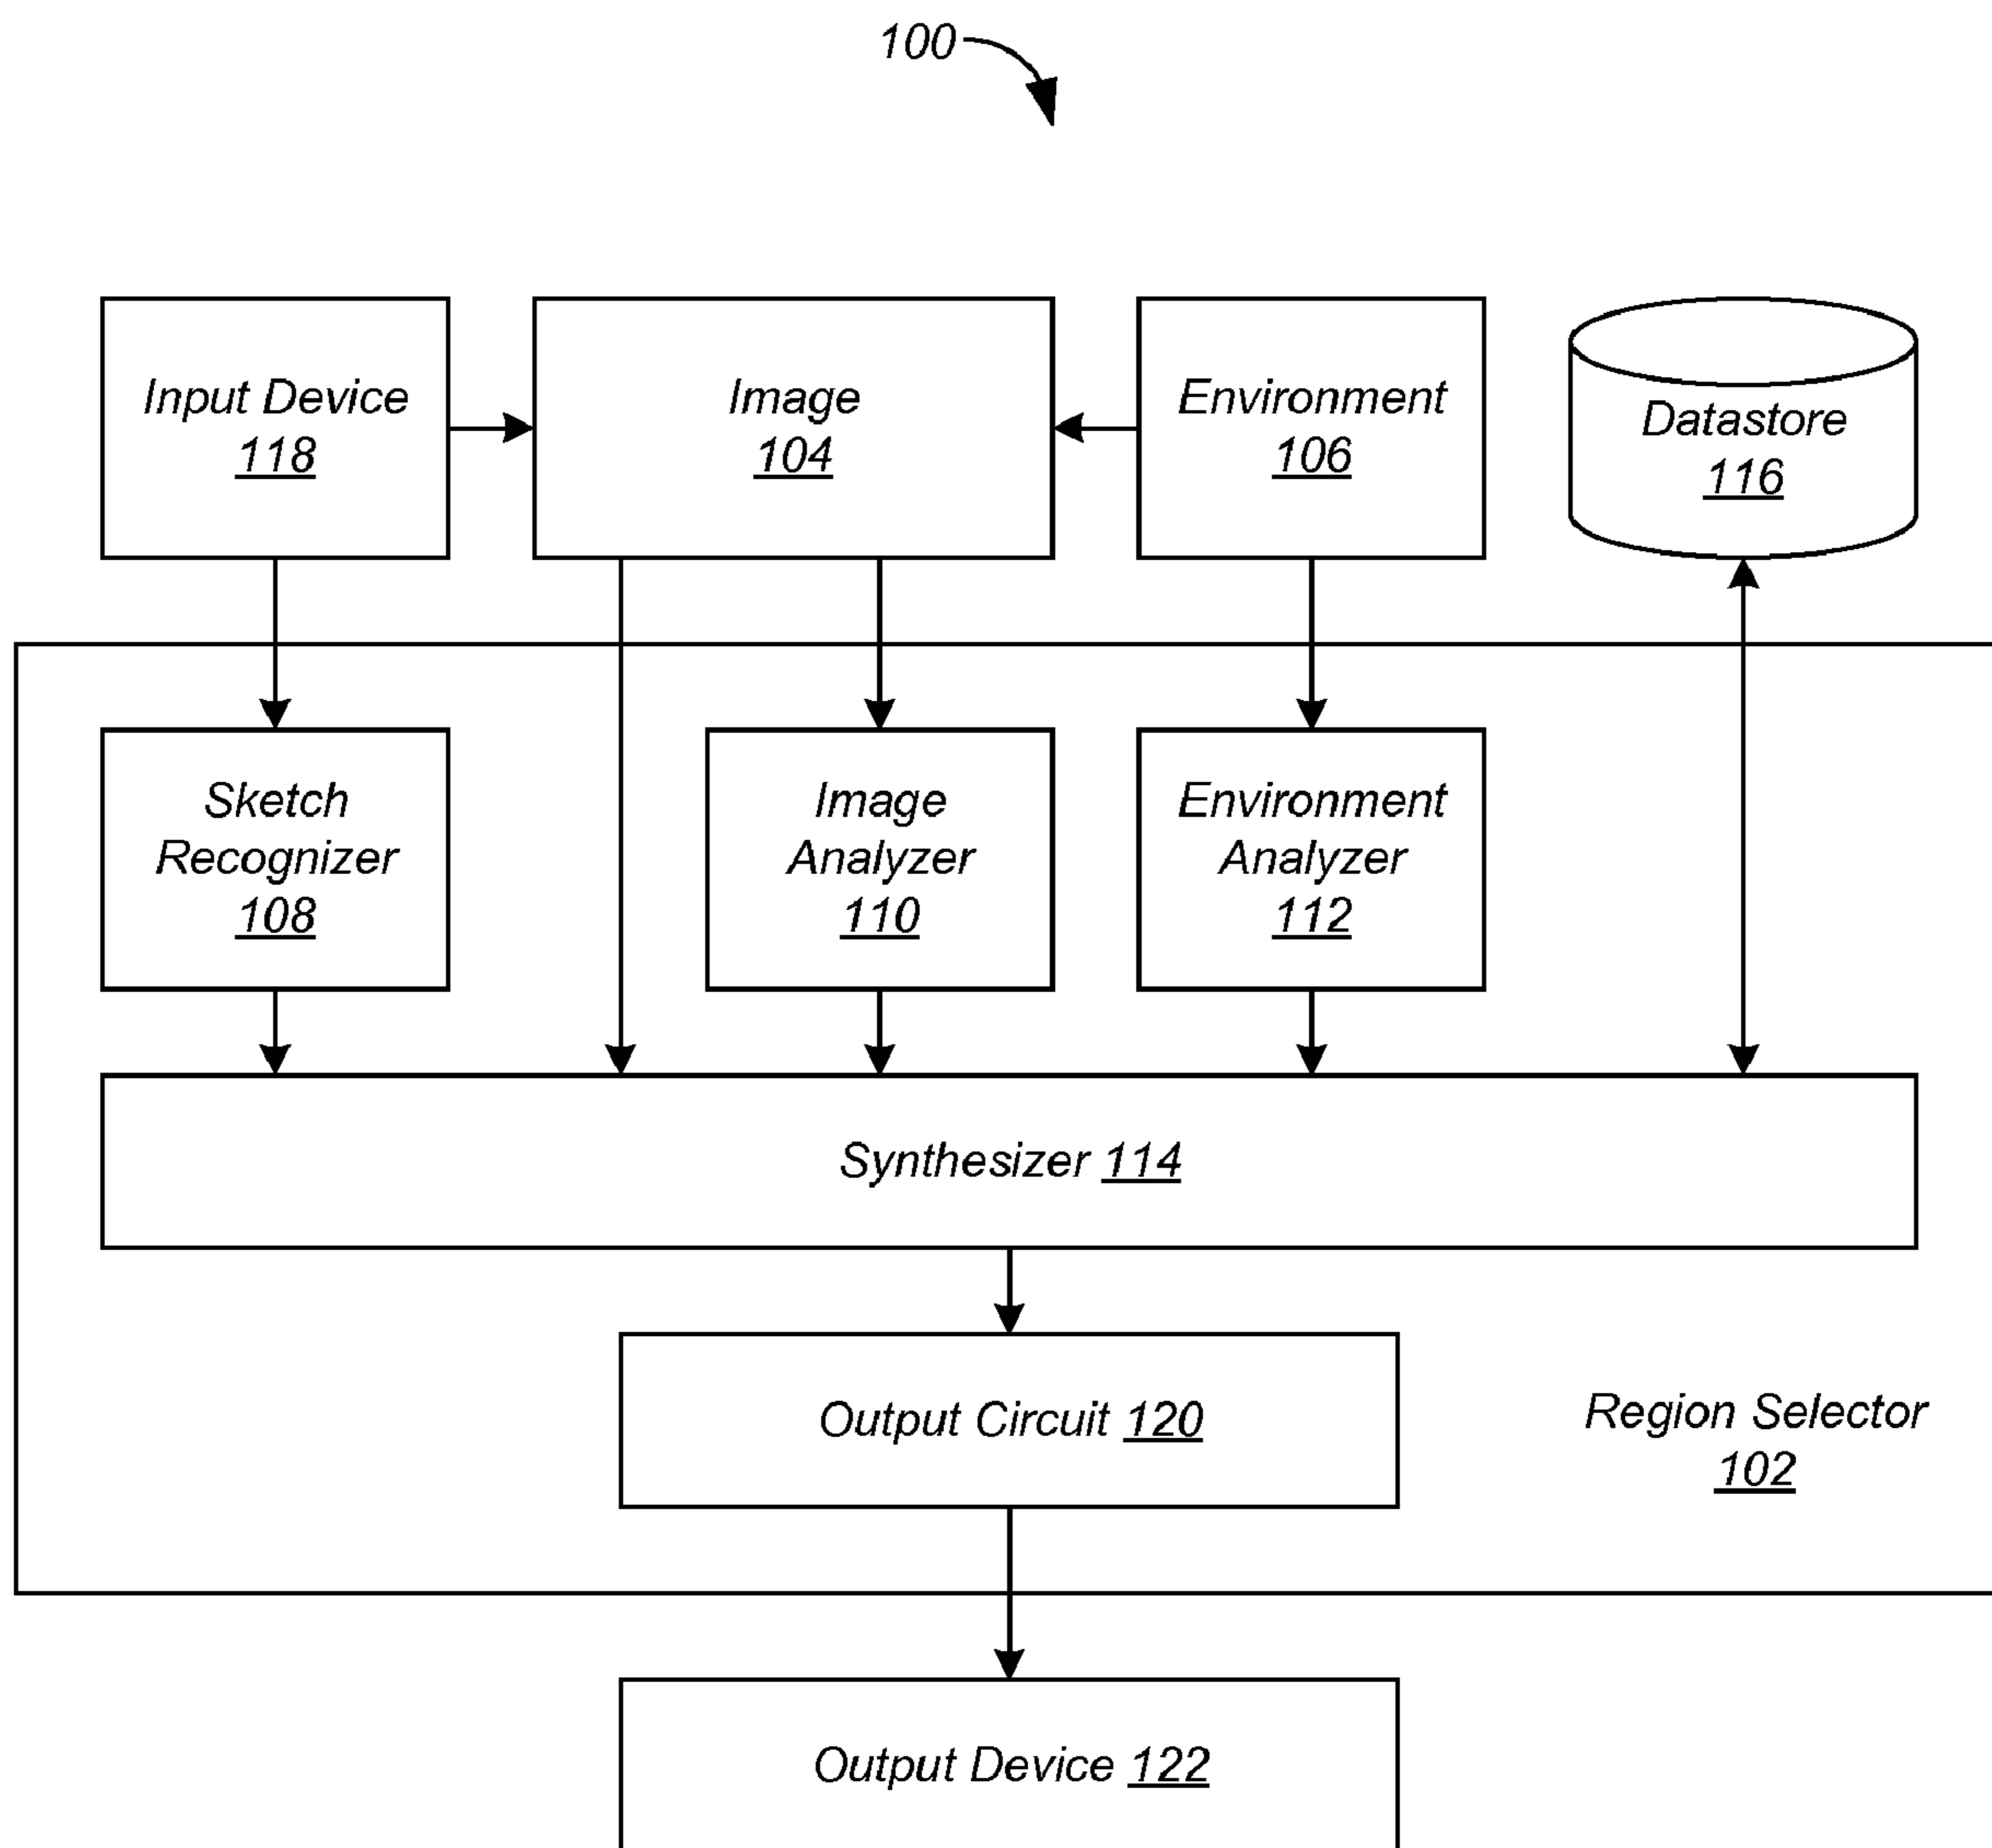 100
Input Device
118
Image
104
Environment
106
Datastore
116
Sketch
Recognizer
108
Image
Analyzer
110
Environment
Analyzer
112
Synthesizer 114
Output Circuit 120
Region Selector
102
Output Device 122